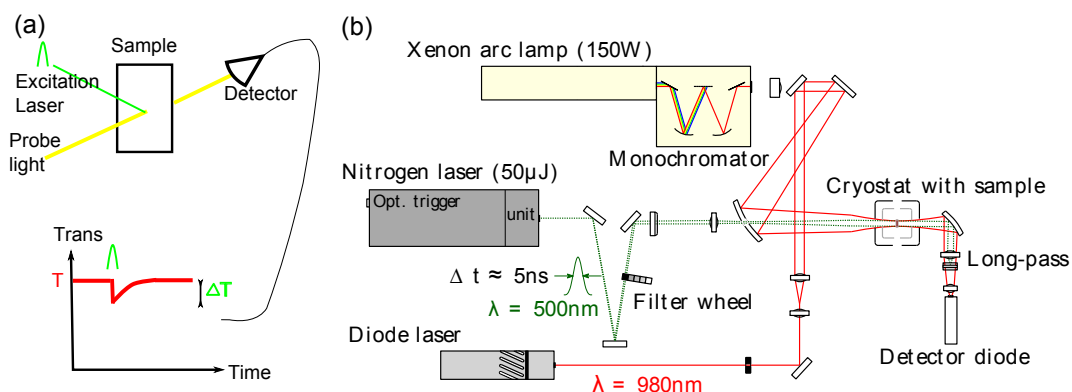 (a)
Sample
Excitation
Laser
Detector
Probe
light
Trans
T
ΔT
Time
(b)
Xenon arc lamp (150W)
Monochromator
Nitrogen laser (50µJ)
Opt. trigger
unit
Cryostat with sample
Δ t ≈ 5ns
λ = 500nm
Filter wheel
Long-pass
Diode laser
λ = 980nm
Detector diode